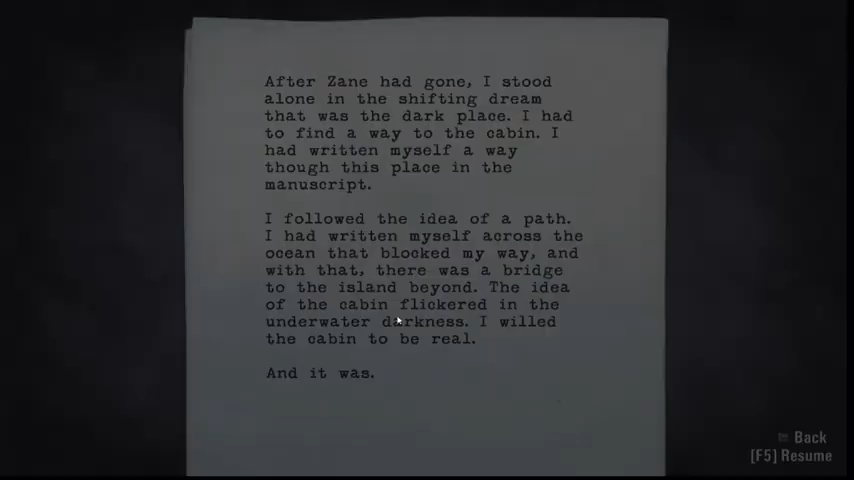 After Zane had gone, I stood
alone in the shifting dream
that was the dark place. I had
to find a way to the cabin. I
had written myself a way
though this place in the
manuscript.
I followed the idea of a path.
I had written myself across the
ocean that blocked my way, and
with that, there was a bridge
to the island beyond. The idea
of the cabin flickered in the
underwater darkness. I willed
the cabin to be real.
And it was.
Back
[F5] Resume